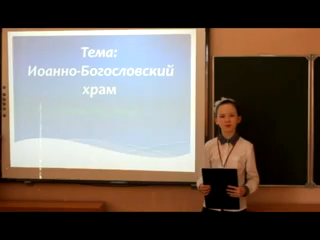 Тема:
Иоанно-Богословский
храм